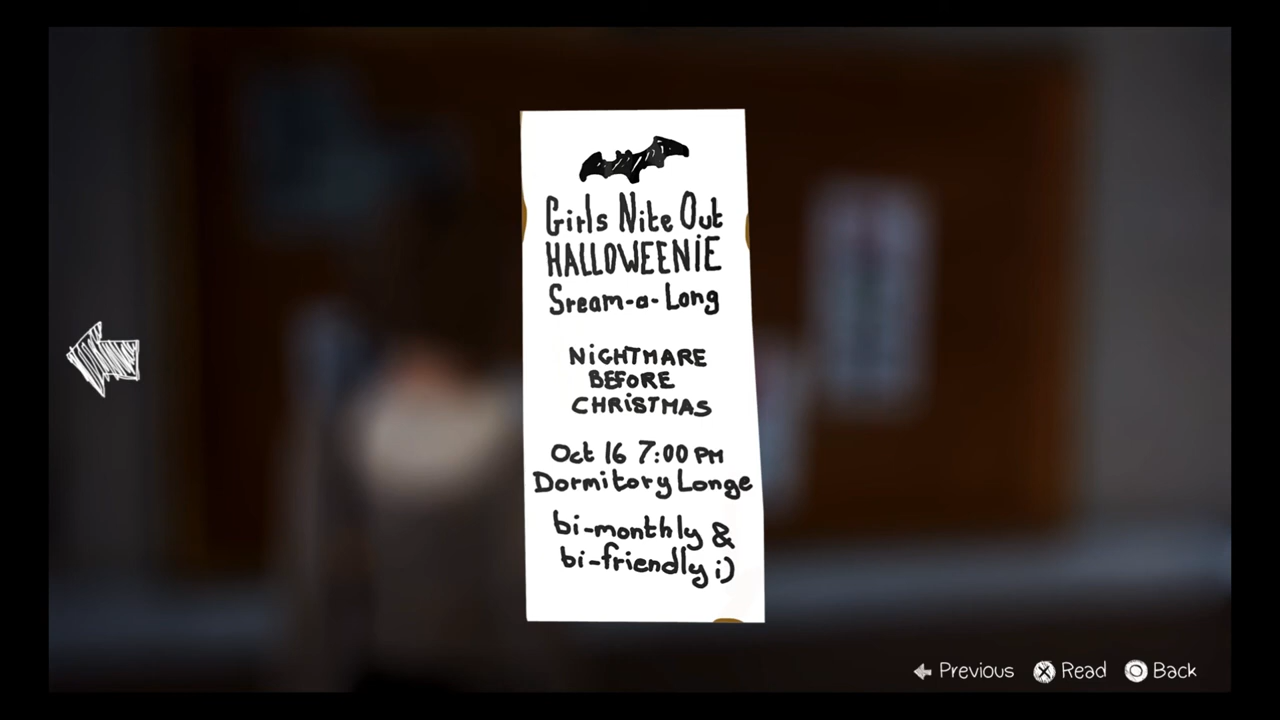 Girls Nite Out
HALLOWEENIE
Sream-a-Long
NiGHTMARE
BEFORE
CHRiSTMAS
Oct 16 7:00 PM
Dormitory Longe
bi-monthly &
bi-friendly ;)
Previous
Read
Back